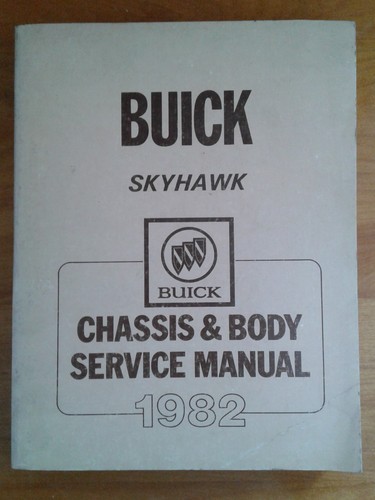 BUICK
SKYHAWK
BUICK
CHASSIS & BODY
SERVICE MANUAL
1982